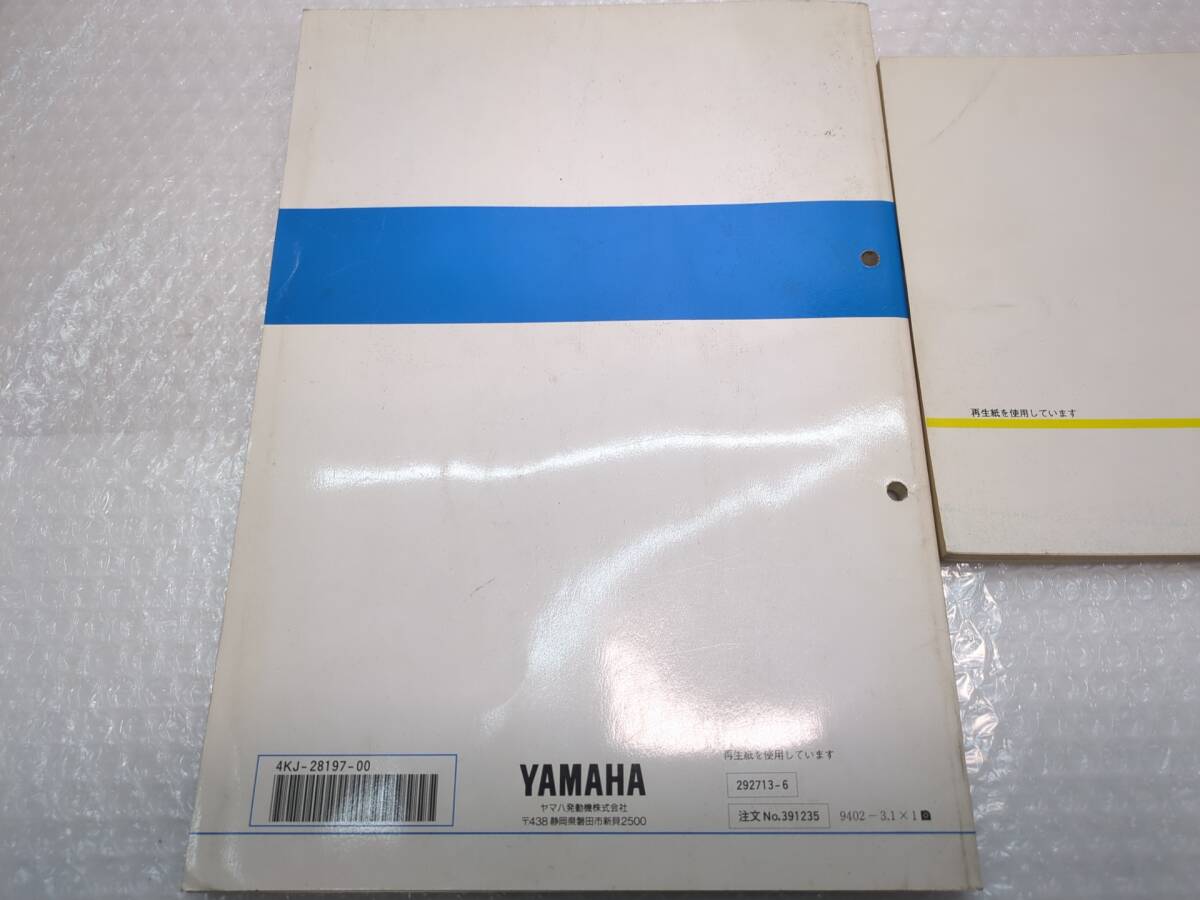 再生紙を使用しています
4KJ-28197-00
YAMAHA
ヤマハ発動機株式会社
〒438 静岡県磐田市新貝2500
再生紙を使用しています
292713-6
注文No.391235
9402-3.1×1